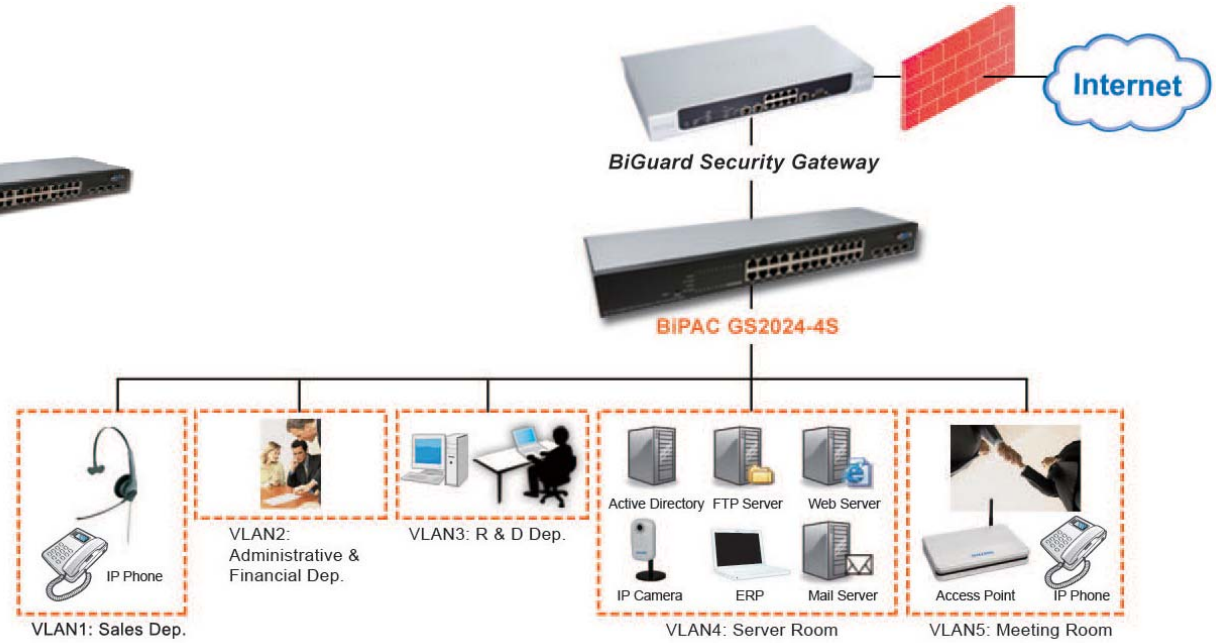 Internet
BiGuard Security Gateway
BiPAC GS2024-4S
IP Phone
VLAN1: Sales Dep.
VLAN2:
Administrative &
Financial Dep.
VLAN3: R & D Dep.
Active Directory FTP Server Web Server
IP Camera ERP Mail Server
VLAN4: Server Room
Access Point IP Phone
VLAN5: Meeting Room